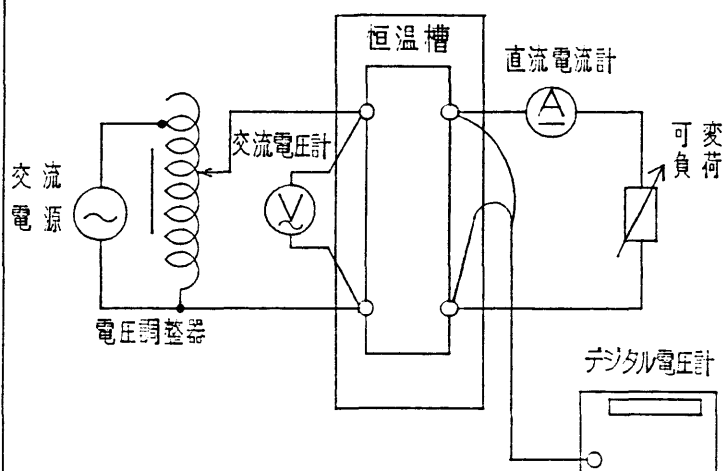 恒温槽
直流電流計
A
可変
負荷
交流電圧計
V
交流
電源
電圧調整器
デジタル電圧計